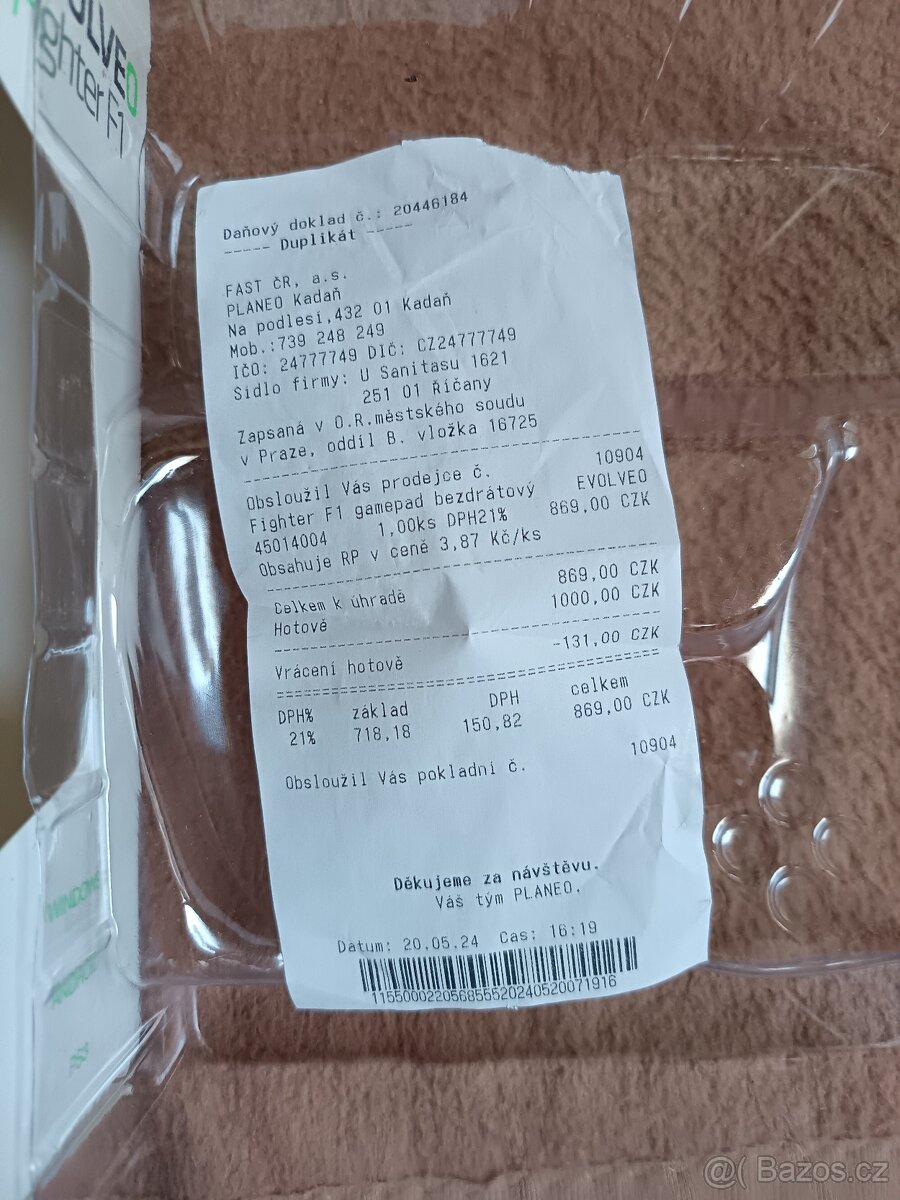 OLVEO
Fighter F1
Daňový doklad č.: 20446184
----- Duplikát -----
FAST ČR, a.s.
PLANEO Kadaň
Na podlesí,432 01 Kadaň
Mob.:739 248 249
IČO: 24777749 DIČ: CZ24777749
Sídlo firmy: U Sanitasu 1621
251 01 Říčany
Zapsaná v O.R.městského soudu
v Praze, oddíl B. vložka 16725
Obsloužil Vás prodejce č. 10904
Fighter F1 gamepad bezdrátový EVOLVEO
45014004 1,00ks DPH21% 869,00 CZK
Obsahuje RP v ceně 3,87 Kč/ks
Celkem k úhradě 869,00 CZK
Hotově 1000,00 CZK
Vrácení hotově -131,00 CZK
DPH% základ DPH celkem
21% 718,18 150,82 869,00 CZK
Obsloužil Vás pokladní č. 10904
Děkujeme za návštěvu.
Váš tým PLANEO.
Datum: 20.05.24 Čas: 16:19
115500022056855520240520071916
WINDOWS
ANDROID
PS3
@( Bazos.cz